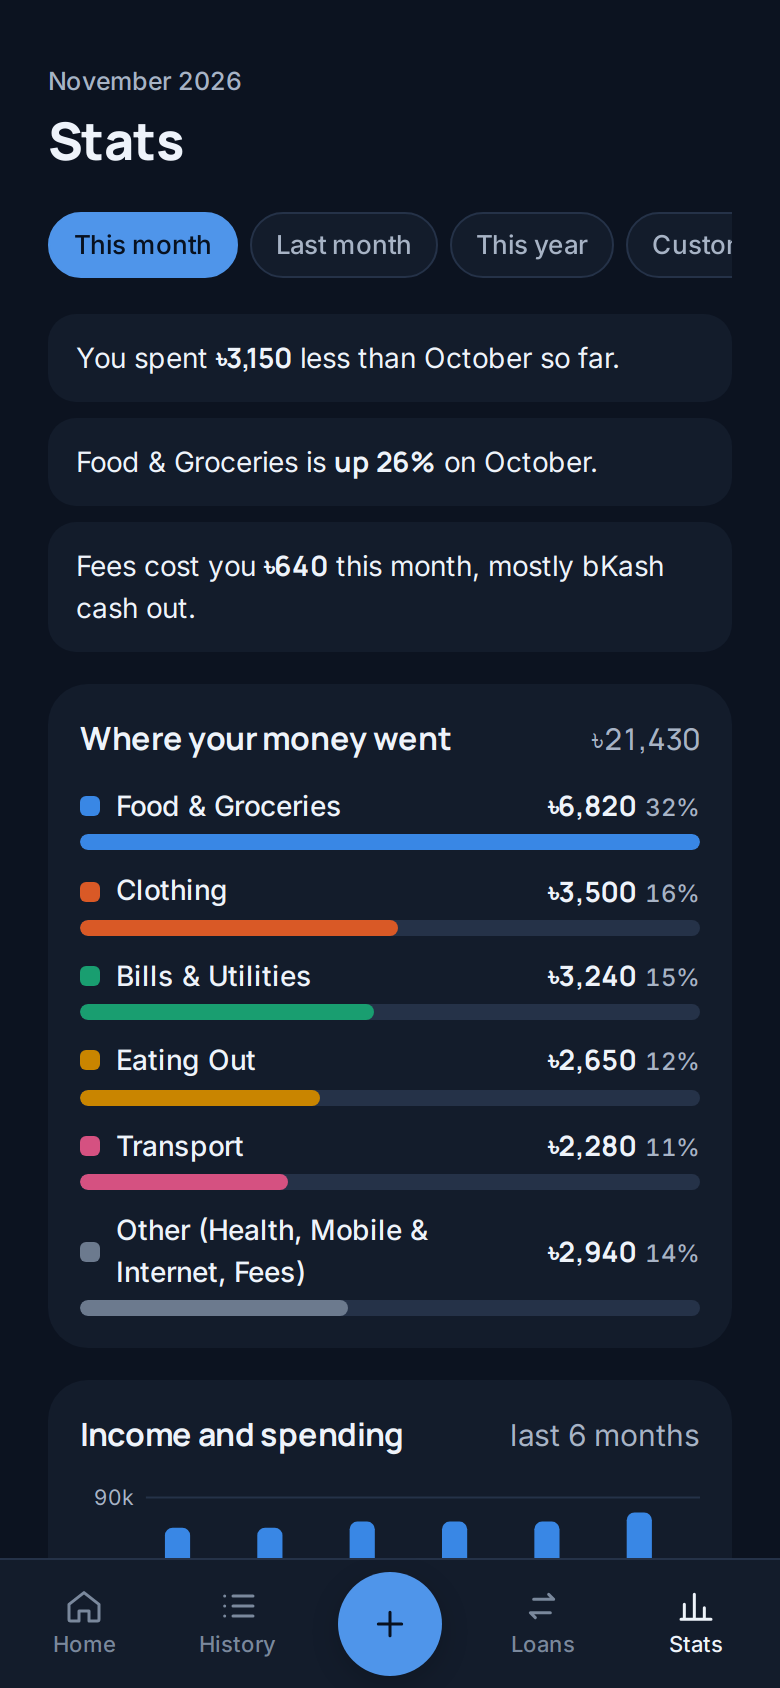 November 2026
Stats
This month
Last month
This year
Custom
You spent ৳3,150 less than October so far.
Food & Groceries is up 26% on October.
Fees cost you ৳640 this month, mostly bKash
cash out.
Where your money went ৳21,430
Food & Groceries ৳6,820 32%
Clothing ৳3,500 16%
Bills & Utilities ৳3,240 15%
Eating Out ৳2,650 12%
Transport ৳2,280 11%
Other (Health, Mobile &
Internet, Fees) ৳2,940 14%
Income and spending last 6 months
90k
Home
History
Loans
Stats